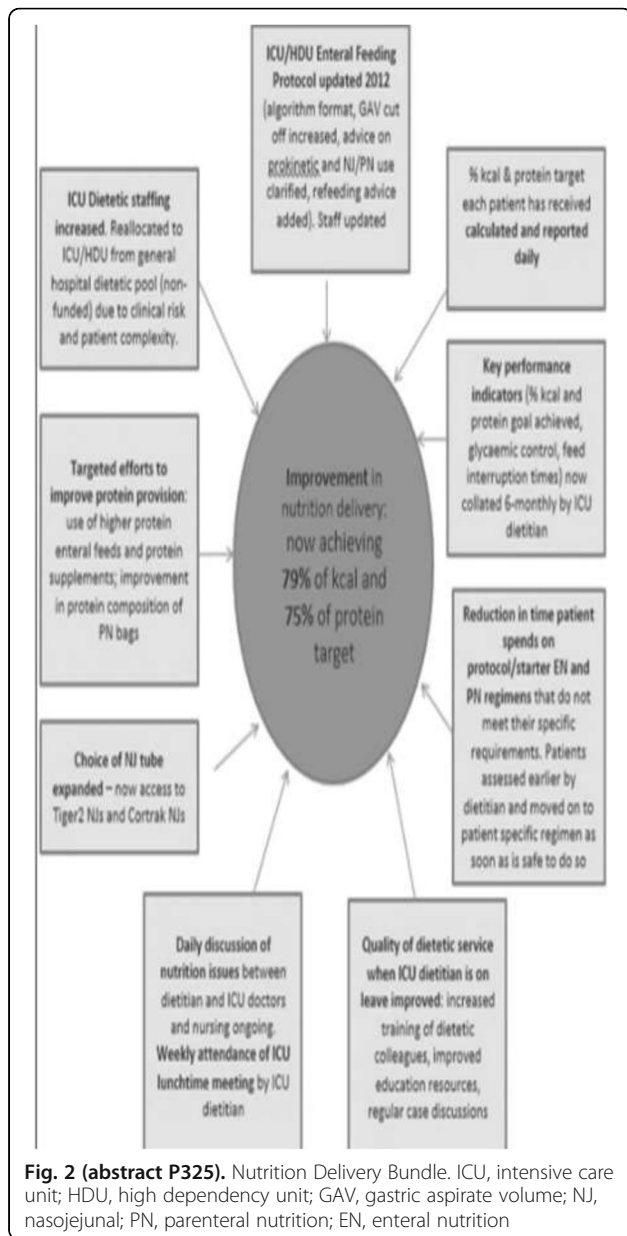 ICU/HDU Enteral Feeding
Protocol updated 2012
(algorithm format, GAV cut
off increased, advice on
prokinetic and NJ/PN use
clarified, refeeding advice
added). Staff updated
ICU Dietetic staffing
increased. Reallocated to
ICU/HDU from general
hospital dietetic pool (non-
funded) due to clinical risk
and patient complexity.
% kcal & protein target
each patient has received
calculated and reported
daily
Key performance
indicators (% kcal and
protein goal achieved,
glycaemic control, feed
interruption times) now
collated 6-monthly by ICU
dietitian
Targeted efforts to
improve protein provision:
use of higher protein
enteral feeds and protein
supplements; improvement
in protein composition of
PN bags
Improvement in
nutrition delivery:
now achieving
79% of kcal and
75% of protein
target
Reduction in time patient
spends on
protocol/starter EN and
PN regimens that do not
meet their specific
requirements. Patients
assessed earlier by
dietitian and moved on to
patient specific regimen as
soon as is safe to do so
Choice of NJ tube
expanded – now access to
Tiger2 NJs and Cortrak NJs
Daily discussion of
nutrition issues between
dietitian and ICU doctors
and nursing ongoing.
Weekly attendance of ICU
lunchtime meeting by ICU
dietitian
Quality of dietetic service
when ICU dietitian is on
leave improved: increased
training of dietetic
colleagues, improved
education resources,
regular case discussions
Fig. 2 (abstract P325). Nutrition Delivery Bundle. ICU, intensive care
unit; HDU, high dependency unit; GAV, gastric aspirate volume; NJ,
nasojejunal; PN, parenteral nutrition; EN, enteral nutrition